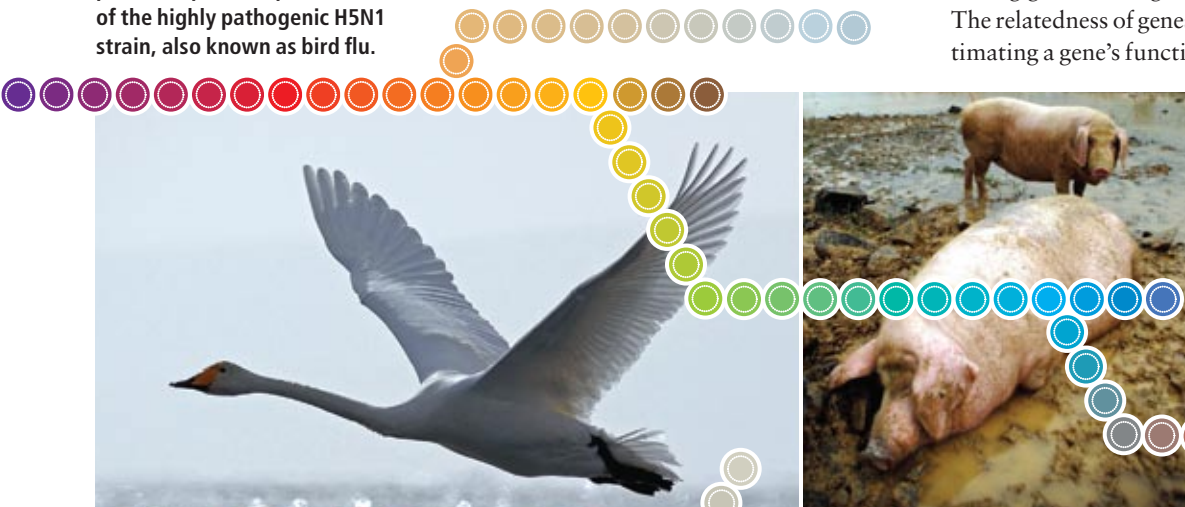 of the highly pathogenic H5N1
strain, also known as bird flu.
The relatedness of gene
timating a gene's functi